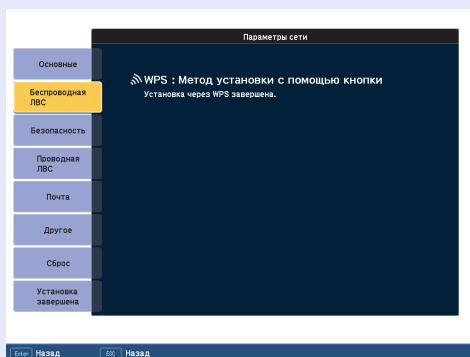 Параметры сети
Основные
Беспроводная
ЛВС
Безопасность
Проводная
ЛВС
Почта
Другое
Сброс
Установка
завершена
WPS : Метод установки с помощью кнопки
Установка через WPS завершена.
Enter Назад ESC Назад